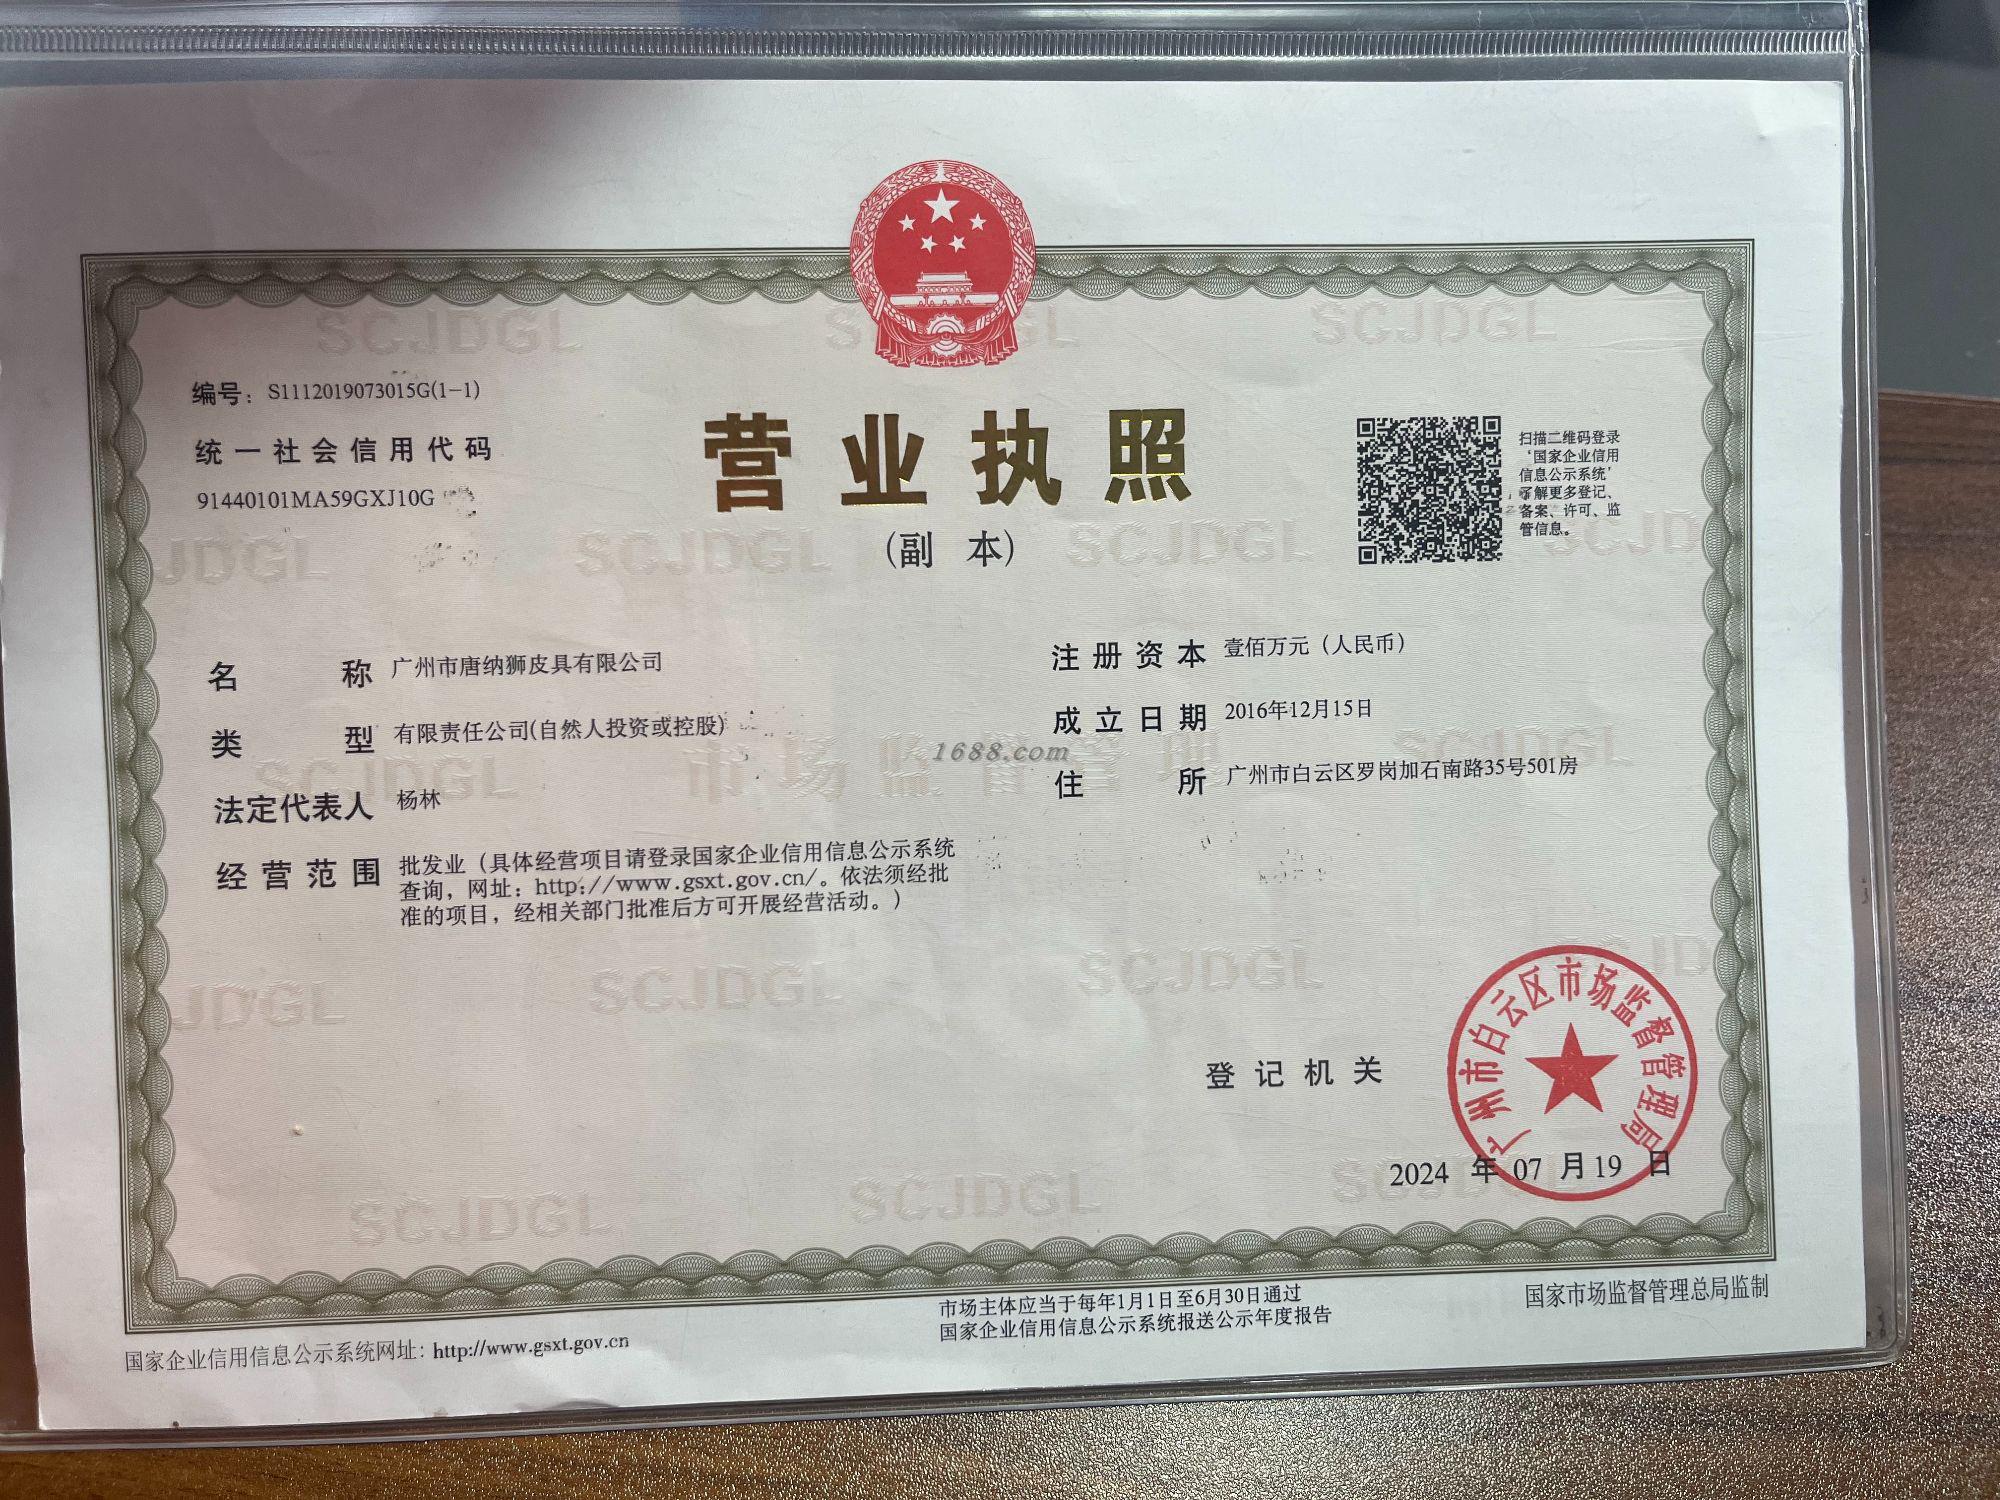 编号：S1112019073015G(1-1)
统一社会信用代码
91440101MA59GXJ10G
营业执照
(副 本)
扫描二维码登录
‘国家企业信用
信息公示系统’
了解更多登记、
备案、许可、监
管信息。
名 称 广州市唐纳狮皮具有限公司
类 型 有限责任公司(自然人投资或控股)
法定代表人 杨林
经营范围 批发业（具体经营项目请登录国家企业信用信息公示系统
查询，网址：http://www.gsxt.gov.cn/。依法须经批
准的项目，经相关部门批准后方可开展经营活动。）
注册资本 壹佰万元（人民币）
成立日期 2016年12月15日
住 所 广州市白云区罗岗加石南路35号501房
1688.com
市场监督管理
SCJDGL
登记机关
广州市白云区市场监督管理局
2024 年 07 月 19 日
国家企业信用信息公示系统网址：http://www.gsxt.gov.cn
市场主体应当于每年1月1日至6月30日通过
国家企业信用信息公示系统报送公示年度报告
国家市场监督管理总局监制